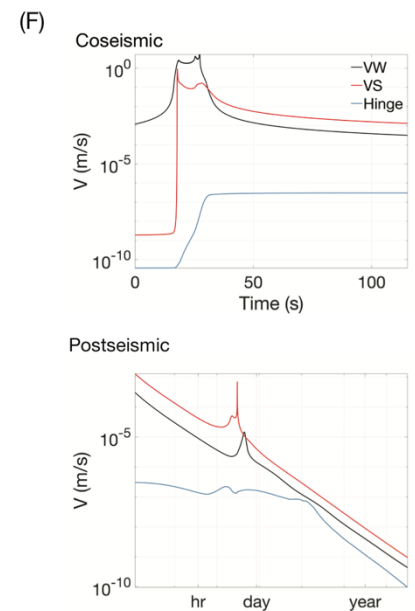 (F)
Coseismic
VW
VS
Hinge
10^0
10^-5
10^-10
V (m/s)
0
50
100
Time (s)
Postseismic
10^-5
10^-10
V (m/s)
hr
day
year